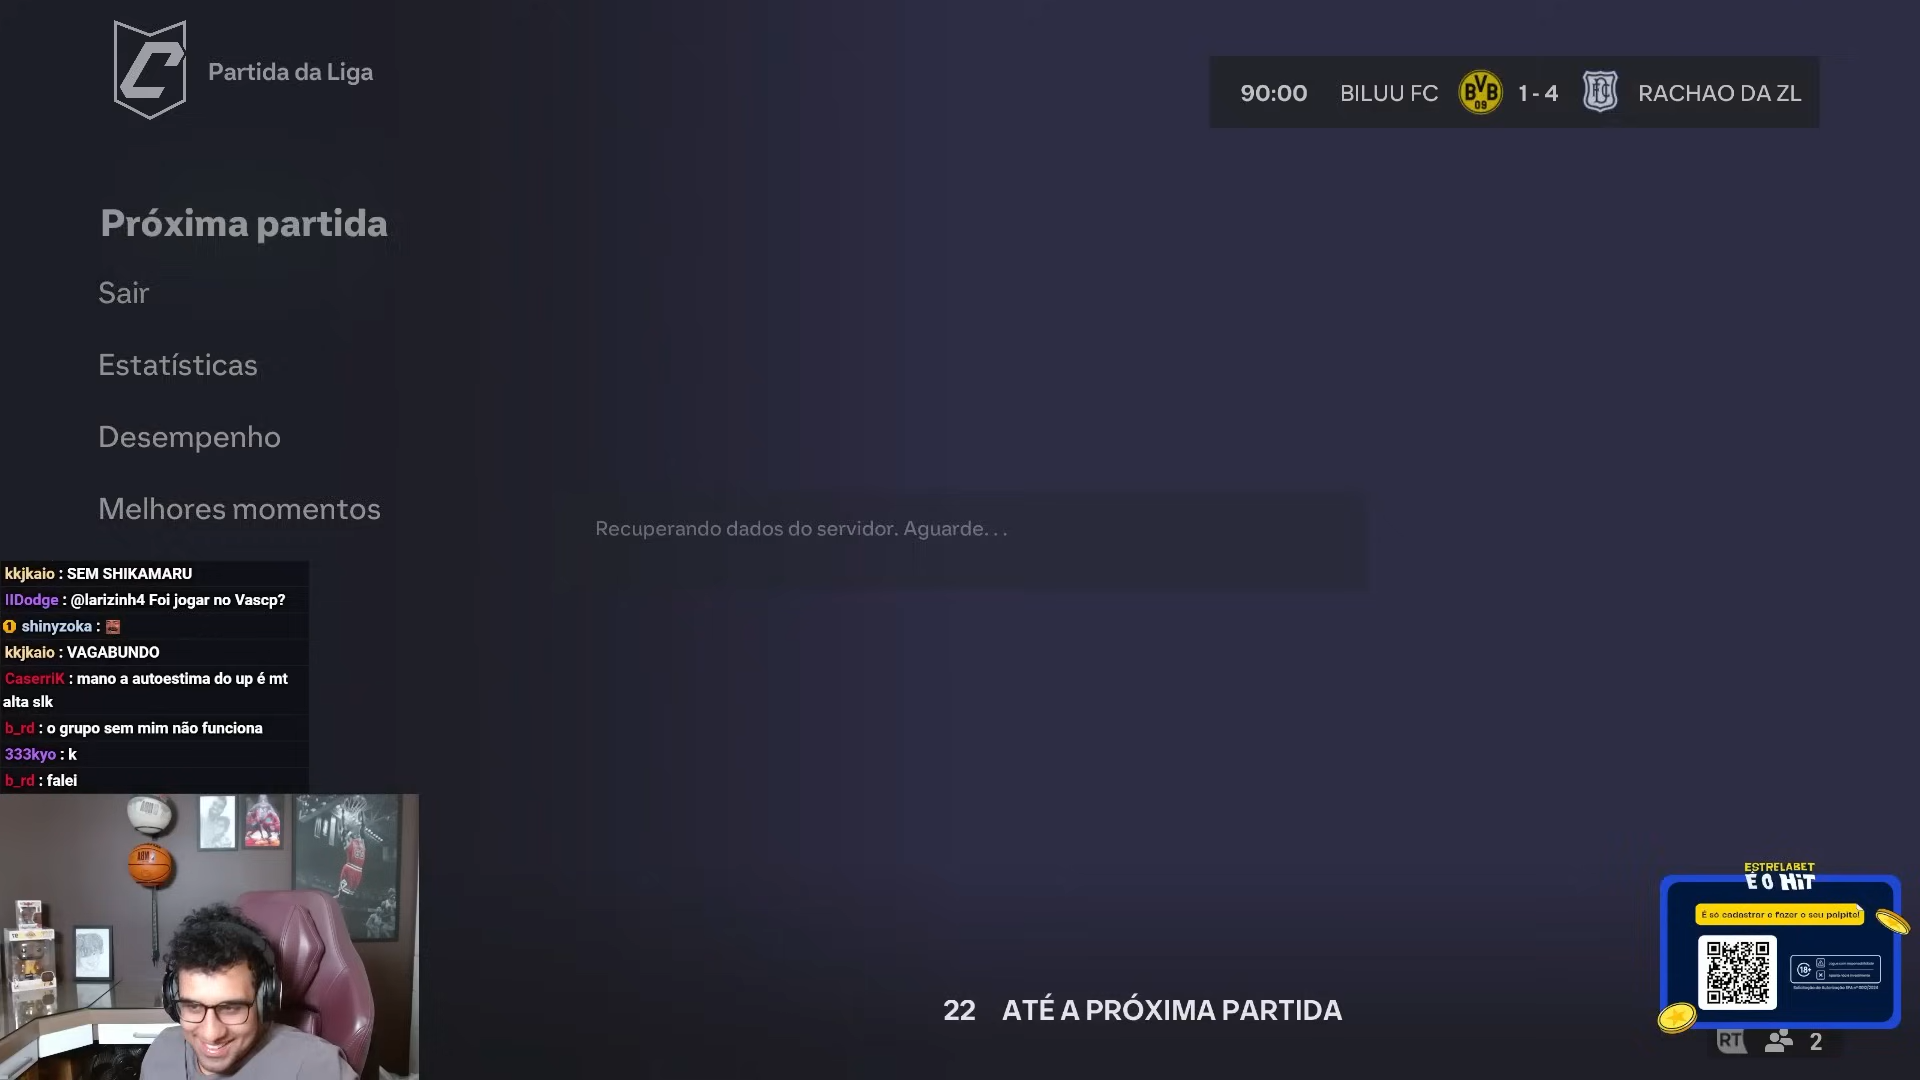 Partida da Liga
90:00 BILUU FC 1 - 4 RACHAO DA ZL
Próxima partida
Sair
Estatísticas
Desempenho
Melhores momentos
Recuperando dados do servidor. Aguarde. . .
kkjkaio : SEM SHIKAMARU
IIDodge : @larizinh4 Foi jogar no Vascp?
shinyzoka :
kkjkaio : VAGABUNDO
CaserriK : mano a autoestima do up é mt
alta slk
b_rd : o grupo sem mim não funciona
333kyo : k
b_rd : falei
ESTRELABET
É O HiT
É só cadastrar e fazer o seu palpite!
18+
22 ATÉ A PRÓXIMA PARTIDA
RT 2